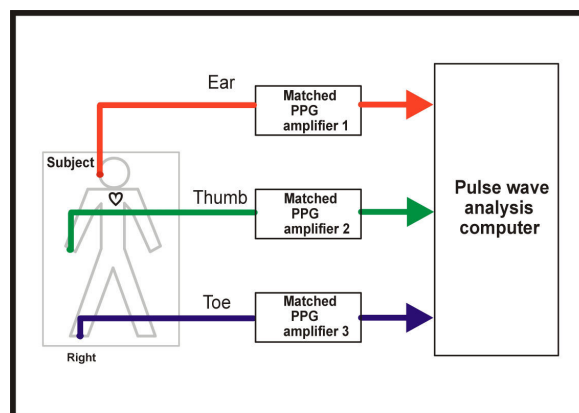 Ear
Matched
PPG
amplifier 1
Subject
Thumb
Matched
PPG
amplifier 2
Pulse wave
analysis
computer
Toe
Matched
PPG
amplifier 3
Right